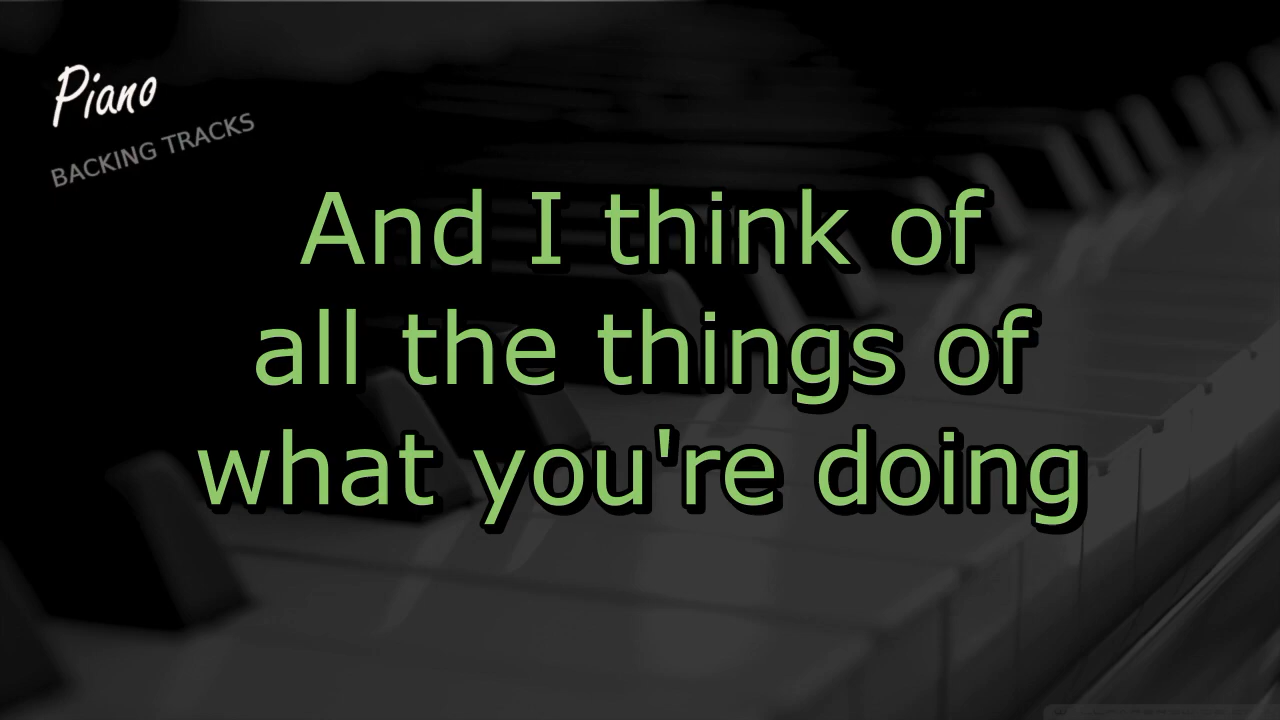 Piano
BACKING TRACKS
And I think of
all the things of
what you're doing